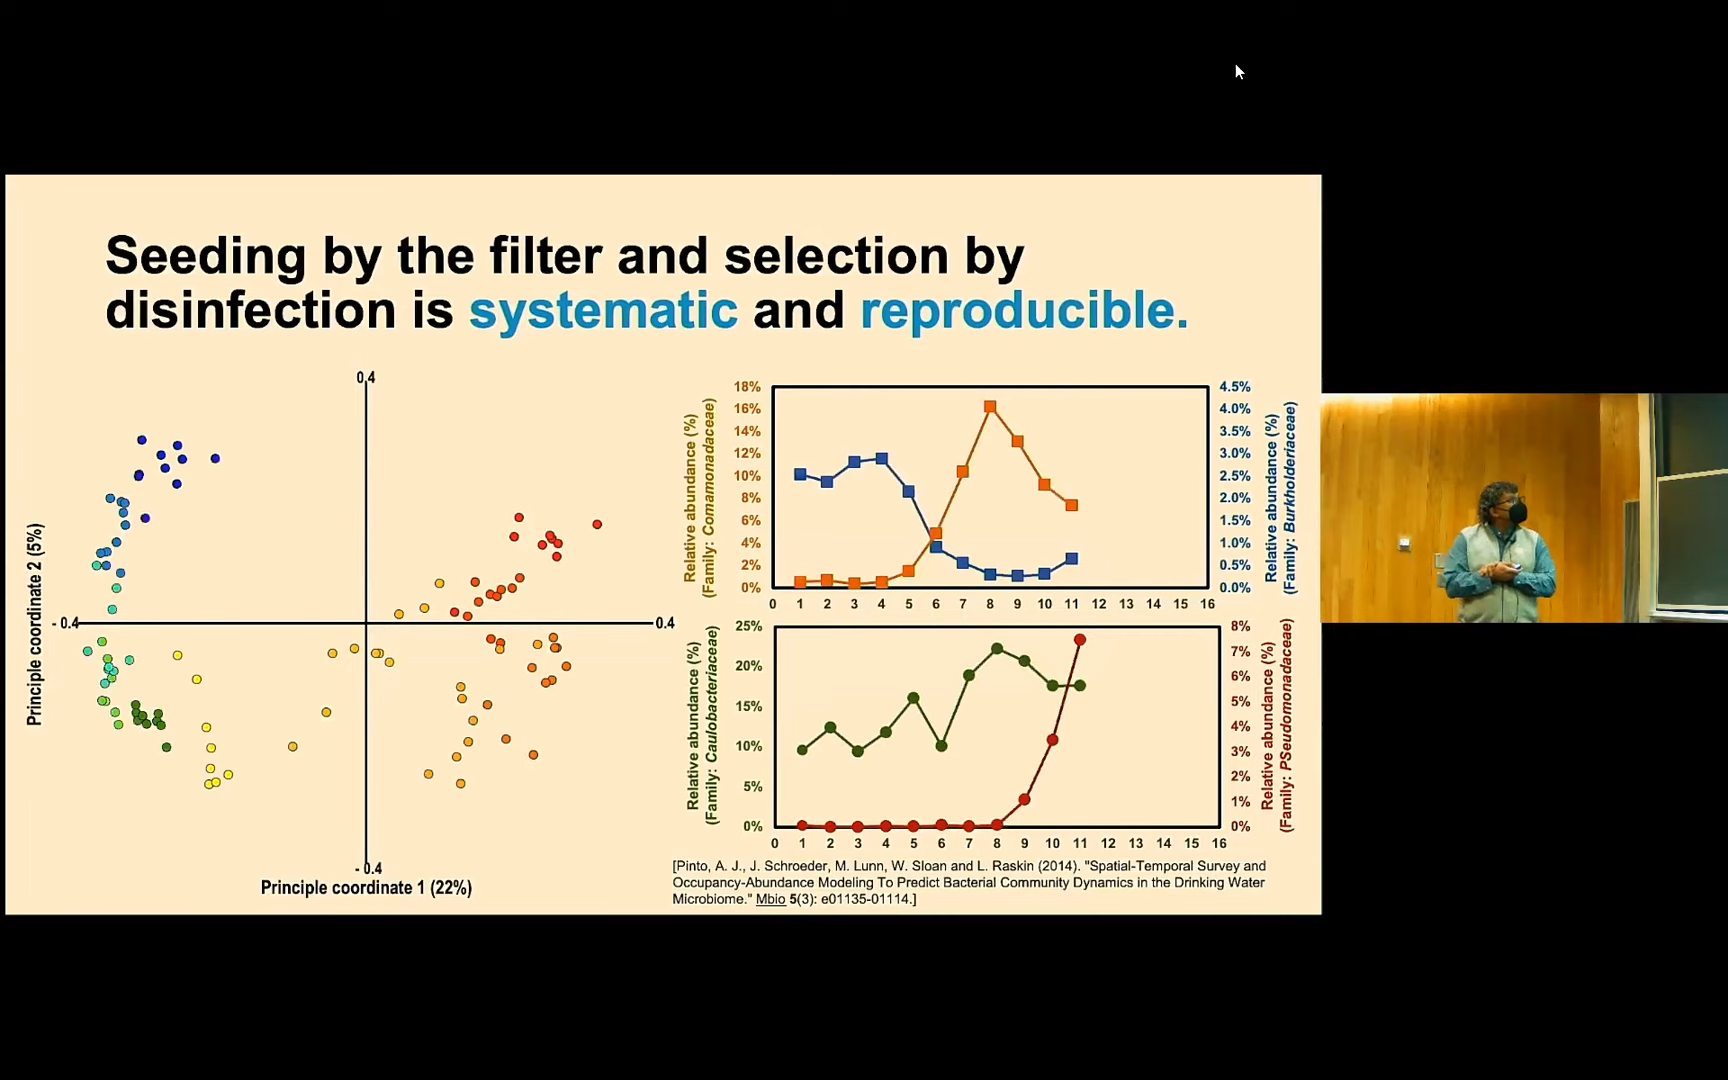 Seeding by the filter and selection by
disinfection is systematic and reproducible.
0.4
- 0.4
0.4
- 0.4
Principle coordinate 2 (5%)
Principle coordinate 1 (22%)
Relative abundance (%)
(Family: Comamonadaceae)
18%
16%
14%
12%
10%
8%
6%
4%
2%
0%
0 1 2 3 4 5 6 7 8 9 10 11 12 13 14 15 16
4.5%
4.0%
3.5%
3.0%
2.5%
2.0%
1.5%
1.0%
0.5%
0.0%
Relative abundance (%)
(Family: Burkholderiaceae)
Relative abundance (%)
(Family: Caulobacteriaceae)
25%
20%
15%
10%
5%
0%
0 1 2 3 4 5 6 7 8 9 10 11 12 13 14 15 16
8%
7%
6%
5%
4%
3%
2%
1%
0%
Relative abundance (%)
(Family: PSeudomonadaceae)
[Pinto, A. J., J. Schroeder, M. Lunn, W. Sloan and L. Raskin (2014). "Spatial-Temporal Survey and
Occupancy-Abundance Modeling To Predict Bacterial Community Dynamics in the Drinking Water
Microbiome." Mbio 5(3): e01135-01114.]